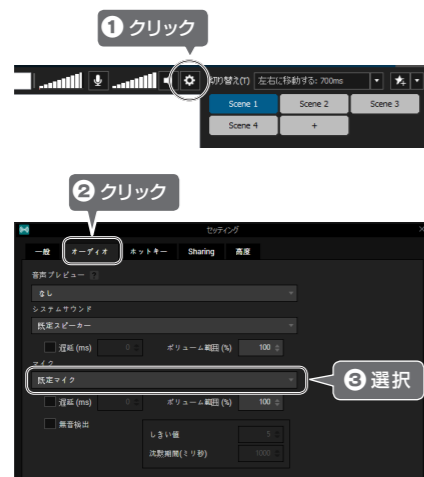 1 クリック
切り替え(T) 左右に移動する: 700ms
Scene 1 Scene 2 Scene 3
Scene 4 +
2 クリック
セッティング
一般 オーディオ ホットキー Sharing 高度
音声プレビュー ?
なし
システムサウンド
既定スピーカー
遅延 (ms) 0 ボリューム範囲 (%) 100
マイク
既定マイク
3 選択
遅延 (ms) 0 ボリューム範囲 (%) 100
無音検出
しきい値 5
沈黙期間(ミリ秒) 1000